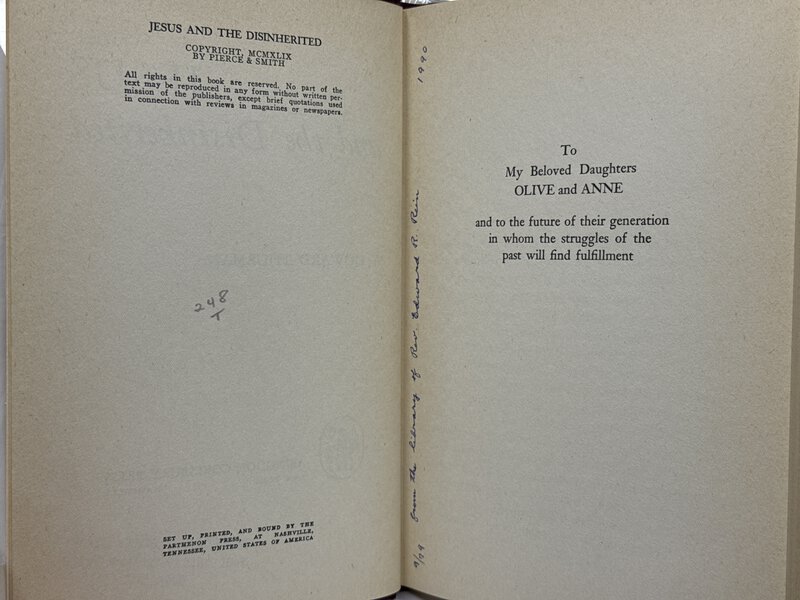 JESUS AND THE DISINHERITED
COPYRIGHT, MCMXLIX
BY PIERCE & SMITH
All rights in this book are reserved. No part of the
text may be reproduced in any form without written per-
mission of the publishers, except brief quotations used
in connection with reviews in magazines or newspapers.
248
T
SET UP, PRINTED, AND BOUND BY THE
PARTHENON PRESS, AT NASHVILLE,
TENNESSEE, UNITED STATES OF AMERICA
9/79 from the library of Rev. Edward R. Rein 1990
To
My Beloved Daughters
OLIVE and ANNE
and to the future of their generation
in whom the struggles of the
past will find fulfillment